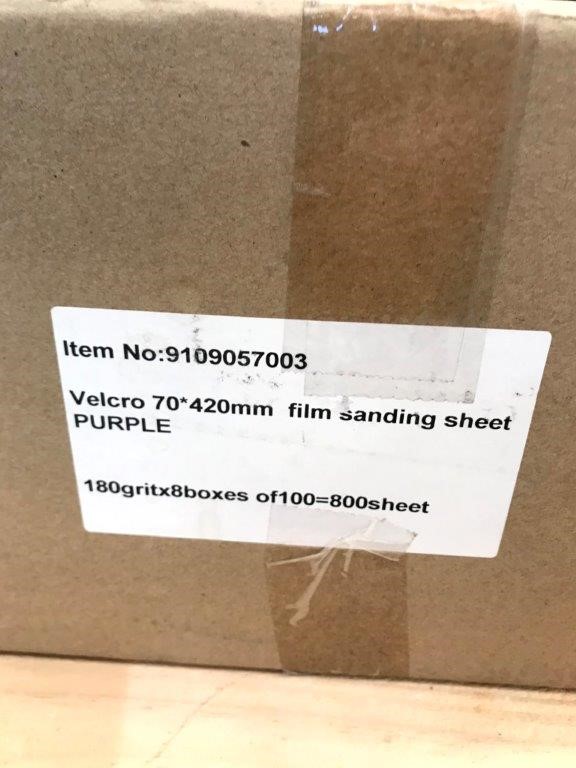 Item No:9109057003
Velcro 70*420mm film sanding sheet
PURPLE
180gritx8boxes of100=800sheet